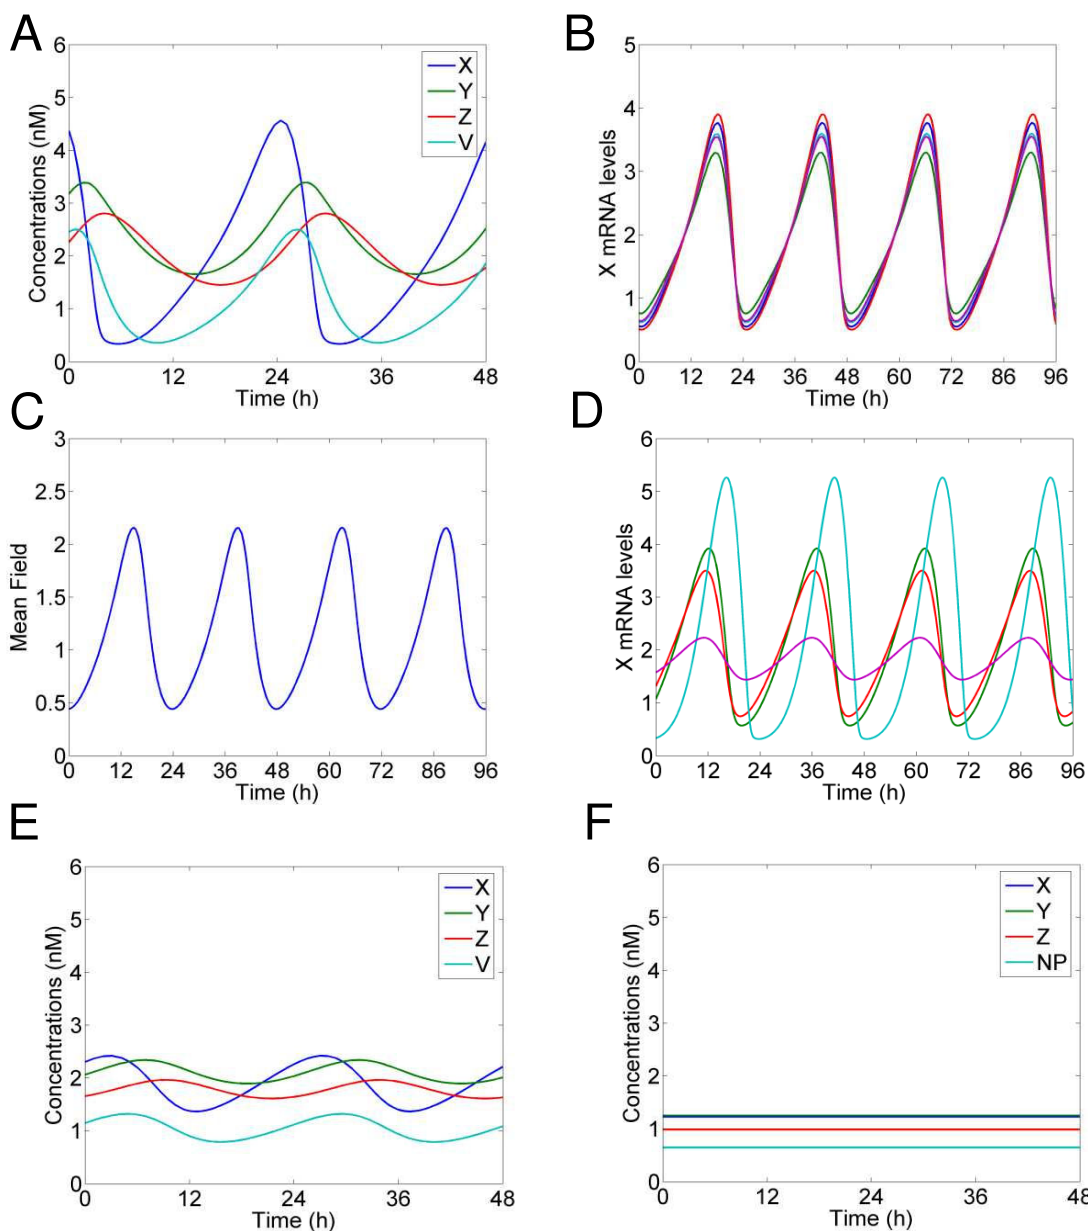 A
6
5
4
3
2
1
0
0
12
24
36
48
Concentrations (nM)
Time (h)
X
Y
Z
V
B
5
4
3
2
1
0
0
12
24
36
48
60
72
84
96
X mRNA levels
Time (h)
C
3
2.5
2
1.5
1
0.5
0
0
12
24
36
48
60
72
86
96
Mean Field
Time (h)
D
6
5
4
3
2
1
0
0
12
24
36
48
60
72
86
96
X mRNA levels
Time (h)
E
6
5
4
3
2
1
0
0
12
24
36
48
Concentrations (nM)
Time (h)
X
Y
Z
V
F
6
5
4
3
2
1
0
0
12
24
36
48
Concentrations (nM)
Time (h)
X
Y
Z
NP